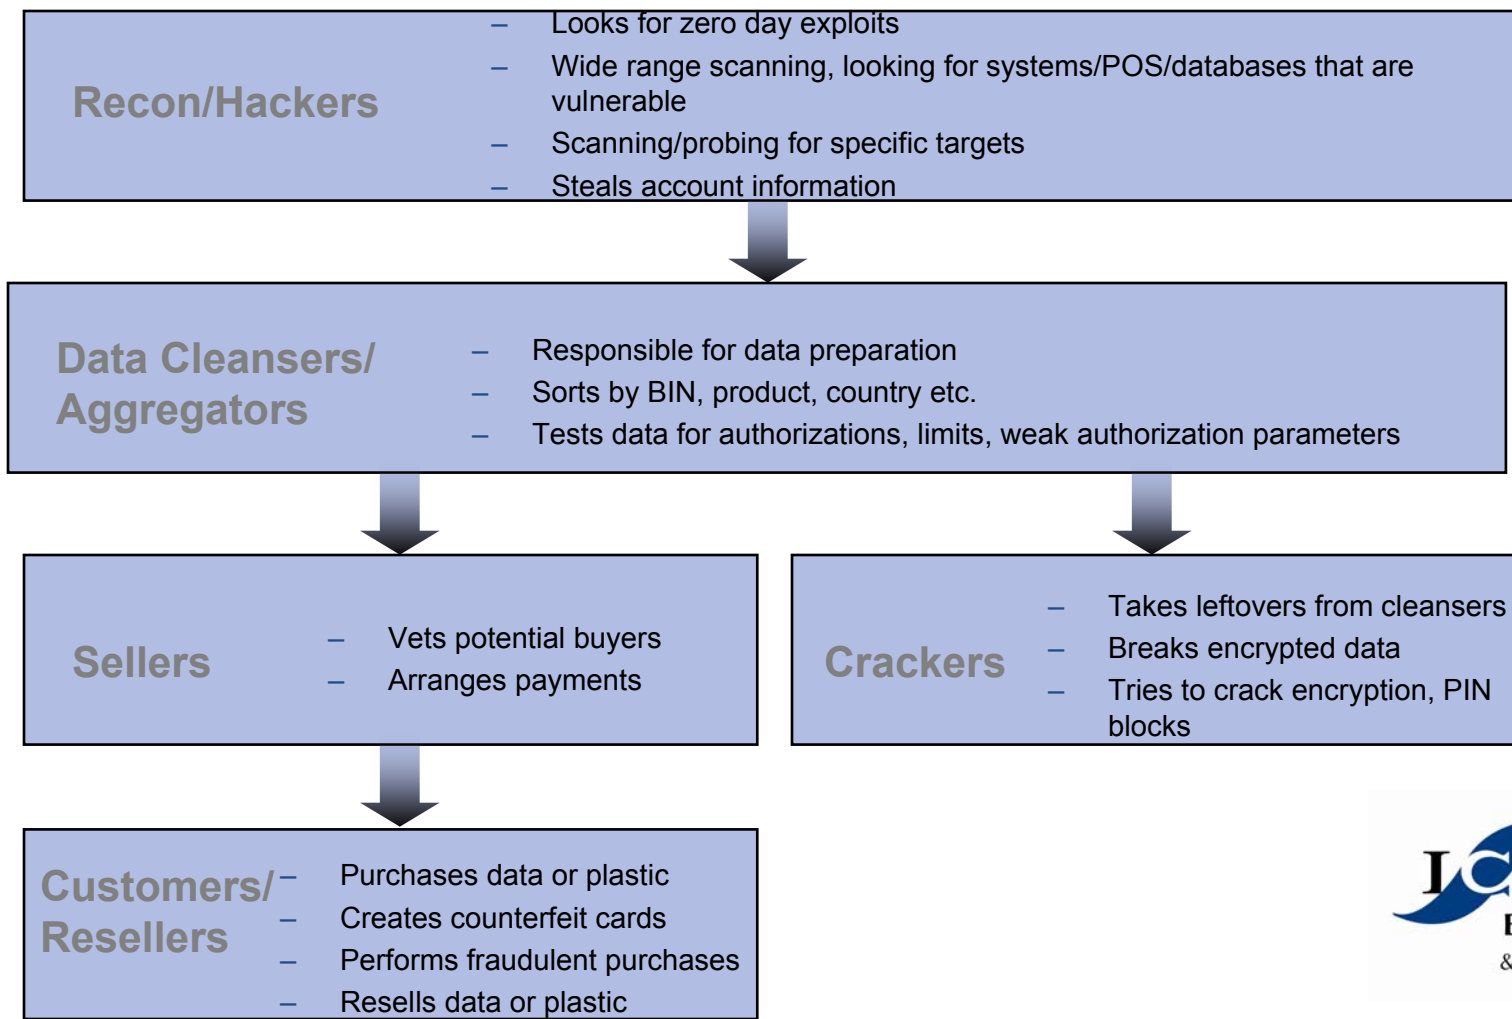 – Looks for zero day exploits
– Wide range scanning, looking for systems/POS/databases that are
vulnerable
Recon/Hackers
– Scanning/probing for specific targets
– Steals account information
Data Cleansers/
Aggregators
– Responsible for data preparation
– Sorts by BIN, product, country etc.
– Tests data for authorizations, limits, weak authorization parameters
Sellers
– Vets potential buyers
– Arranges payments
Crackers
– Takes leftovers from cleansers
– Breaks encrypted data
– Tries to crack encryption, PIN
blocks
Customers/
Resellers
– Purchases data or plastic
– Creates counterfeit cards
– Performs fraudulent purchases
– Resells data or plastic
IC
&